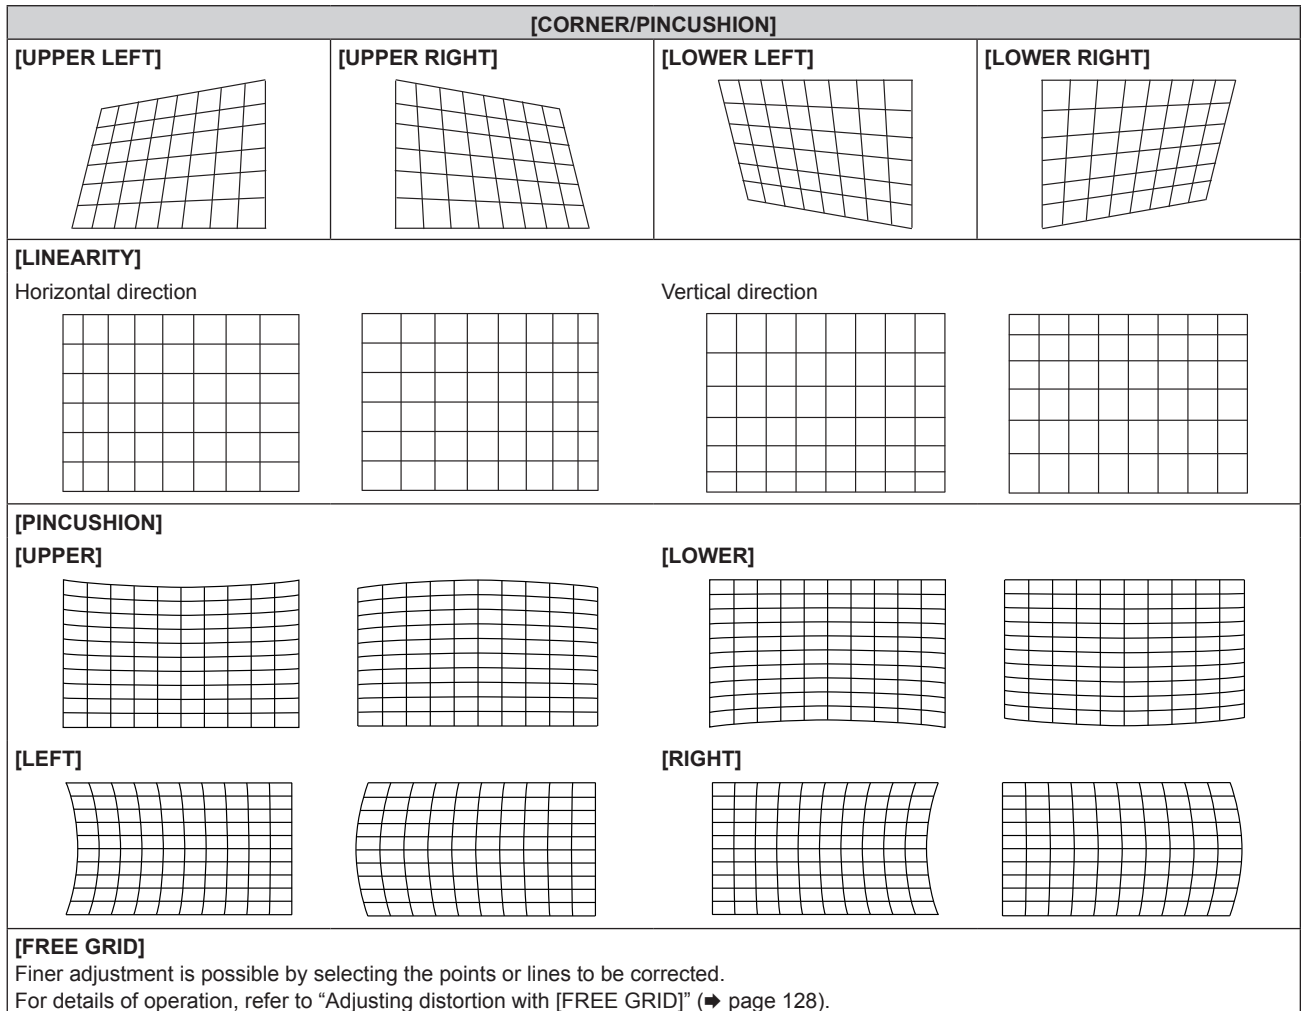 [CORNER/PINCUSHION]
[UPPER LEFT]
[UPPER RIGHT]
[LOWER LEFT]
[LOWER RIGHT]
[LINEARITY]
Horizontal direction
Vertical direction
[PINCUSHION]
[UPPER]
[LOWER]
[LEFT]
[RIGHT]
[FREE GRID]
Finer adjustment is possible by selecting the points or lines to be corrected.
For details of operation, refer to “Adjusting distortion with [FREE GRID]” (➡ page 128).